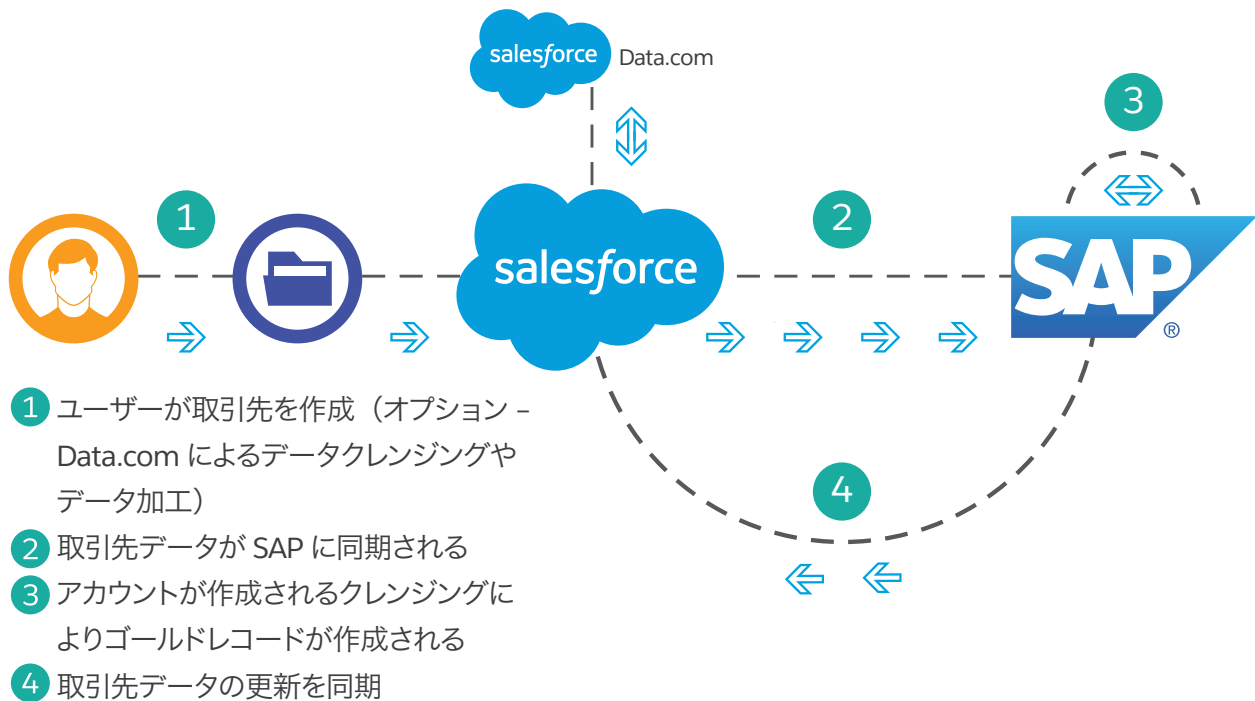 salesforce Data.com
3
1
2
salesforce
SAP
®
4
1 ユーザーが取引先を作成（オプション –
Data.com によるデータクレンジングや
データ加工）
2 取引先データが SAP に同期される
3 アカウントが作成されるクレンジングに
よりゴールドレコードが作成される
4 取引先データの更新を同期